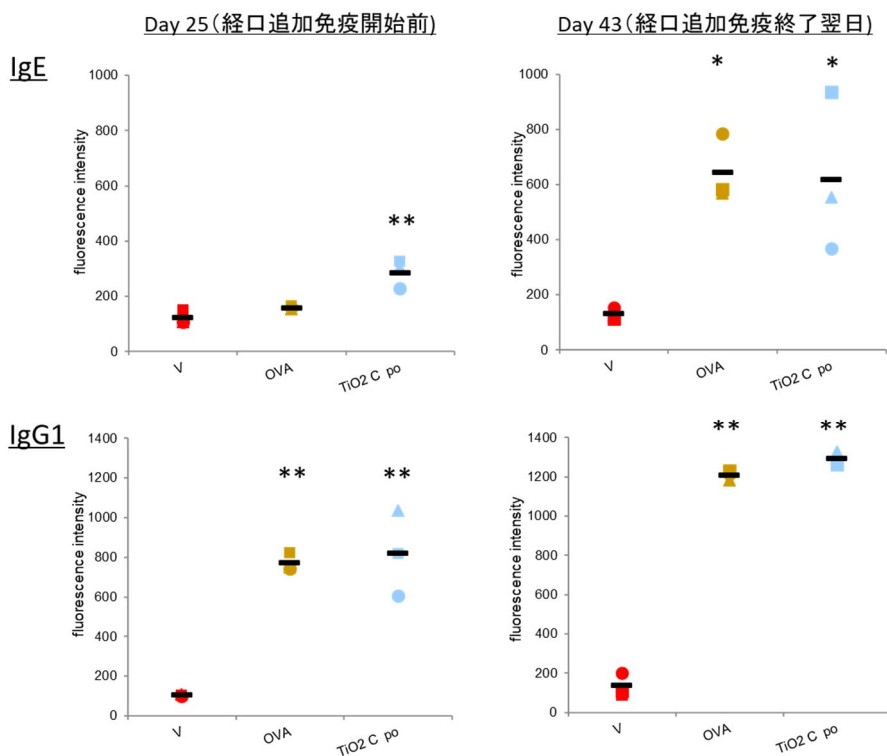 Day 25(経口追加免疫開始前)
Day 43(経口追加免疫終了翌日)
IgE
fluorescence intensity
1000
800
600
400
200
0
**
V
OVA
TiO2 C po
fluorescence intensity
1000
800
600
400
200
0
*
*
V
OVA
TiO2 C po
IgG1
fluorescence intensity
1400
1200
1000
800
600
400
200
0
**
**
V
OVA
TiO2 C po
fluorescence intensity
1400
1200
1000
800
600
400
200
0
**
**
V
OVA
TiO2 C po